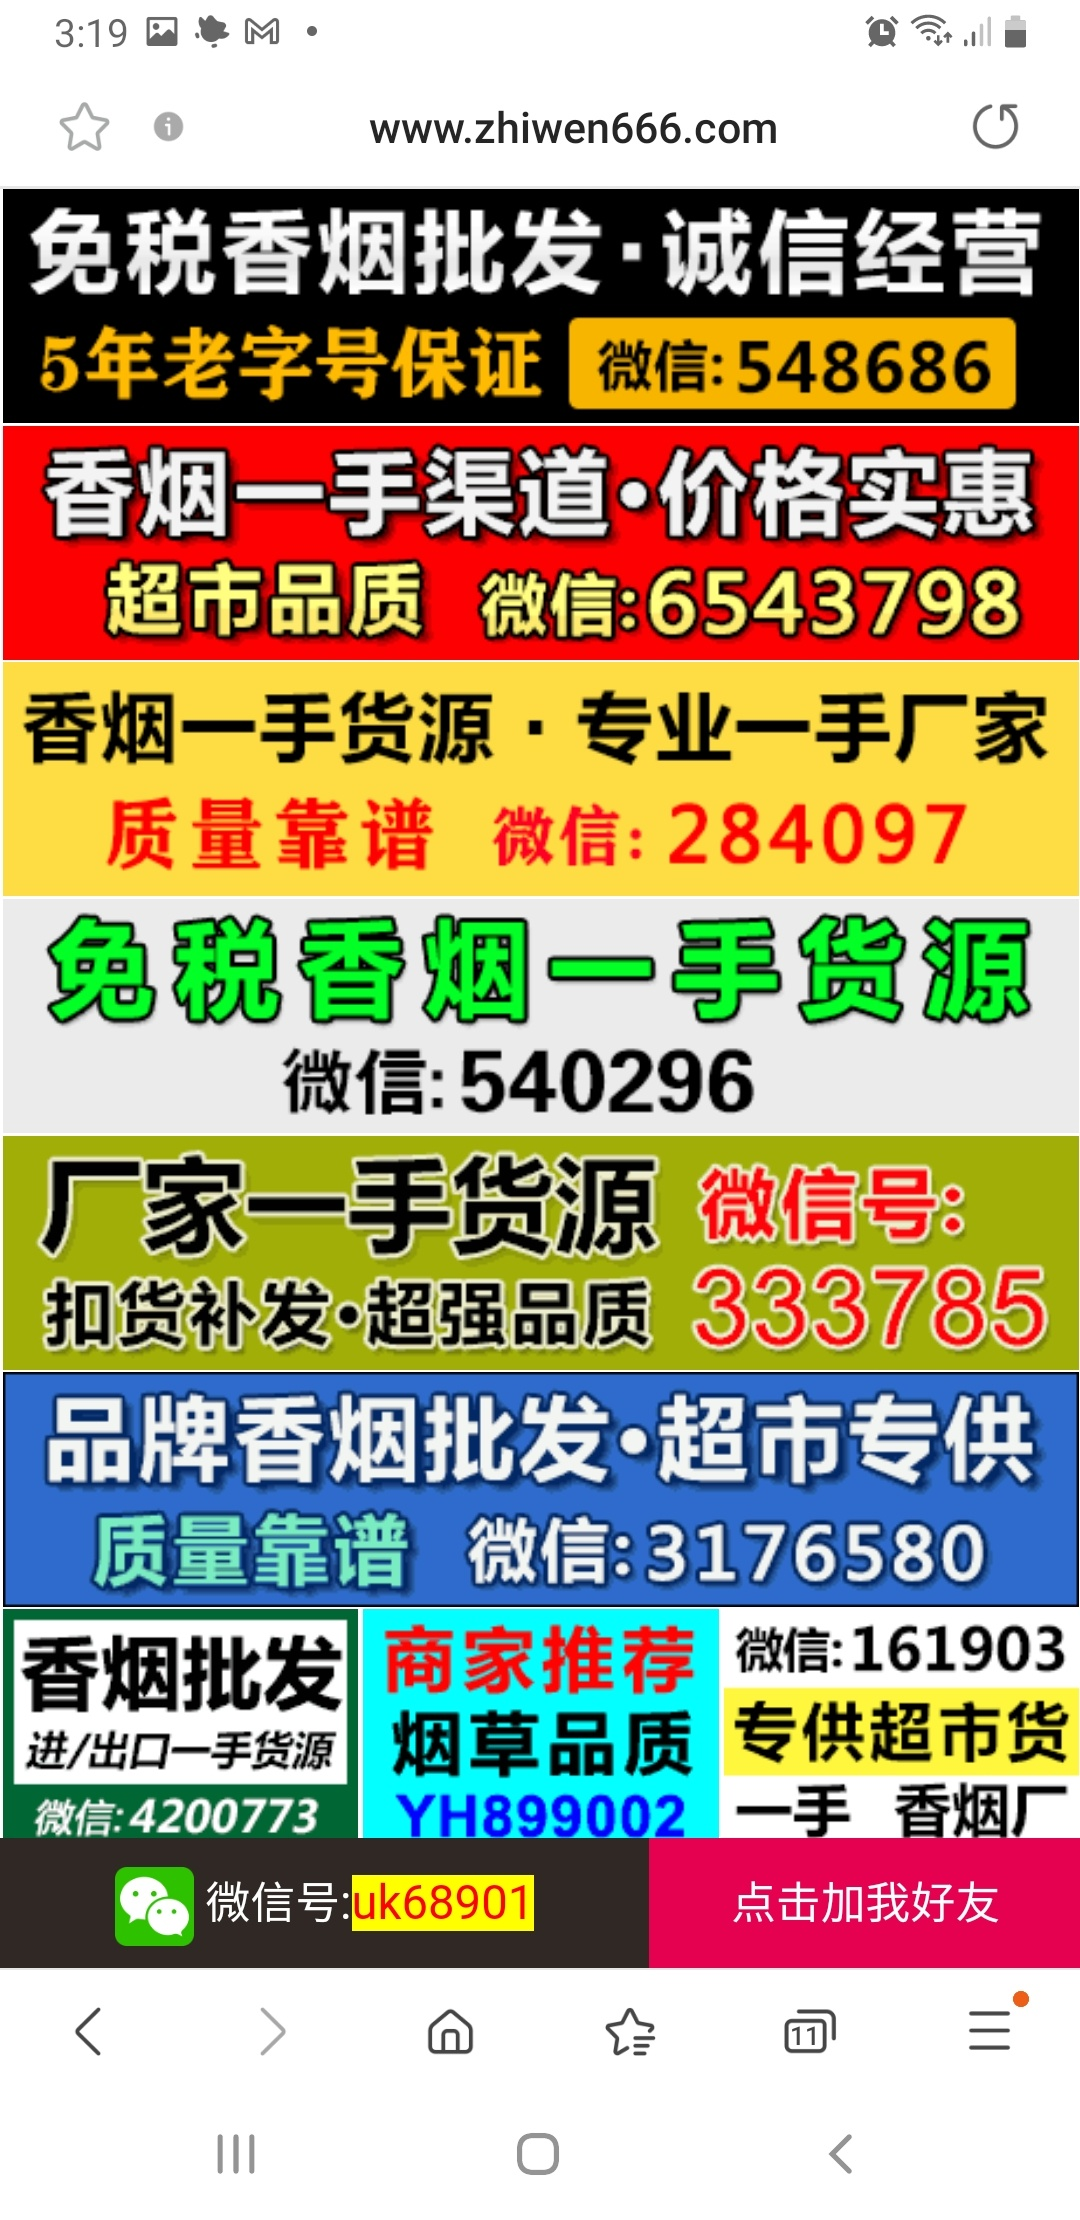 3:19
www.zhiwen666.com
免税香烟批发·诚信经营
5年老字号保证 微信:548686
香烟一手渠道•价格实惠
超市品质 微信:6543798
香烟一手货源·专业一手厂家
质量靠谱 微信:284097
免税香烟一手货源
微信:540296
厂家一手货源 微信号:
扣货补发•超强品质 333785
品牌香烟批发•超市专供
质量靠谱 微信:3176580
香烟批发
进/出口一手货源
微信:4200773
商家推荐
烟草品质
YH899002
微信:161903
专供超市货
一手 香烟厂
微信号:uk68901 点击加我好友
11